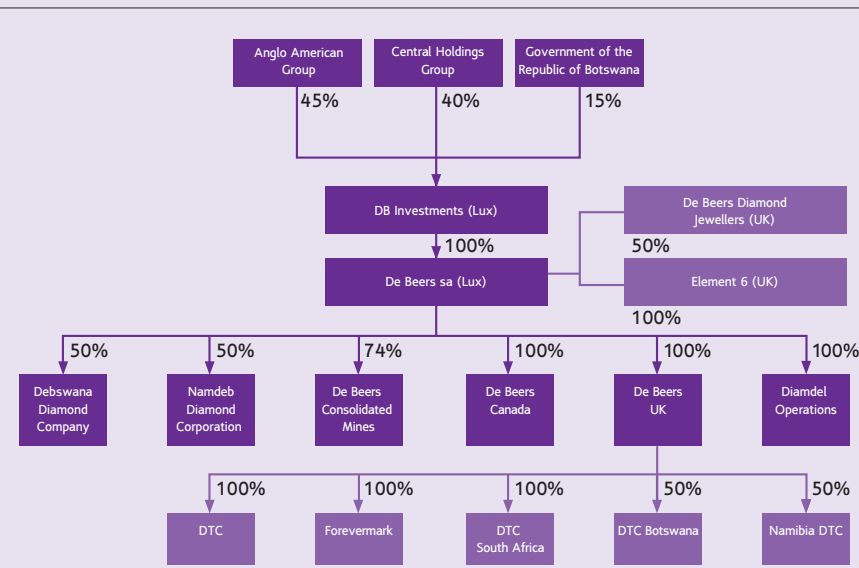 Anglo American
Group
Central Holdings
Group
Government of the
Republic of Botswana
45%
40%
15%
DB Investments (Lux)
De Beers Diamond
Jewellers (UK)
100%
50%
De Beers sa (Lux)
Element 6 (UK)
100%
50%
50%
74%
100%
100%
100%
Debswana
Diamond
Company
Namdeb
Diamond
Corporation
De Beers
Consolidated
Mines
De Beers
Canada
De Beers
UK
Diamdel
Operations
100%
100%
100%
50%
50%
DTC
Forevermark
DTC
South Africa
DTC Botswana
Namibia DTC